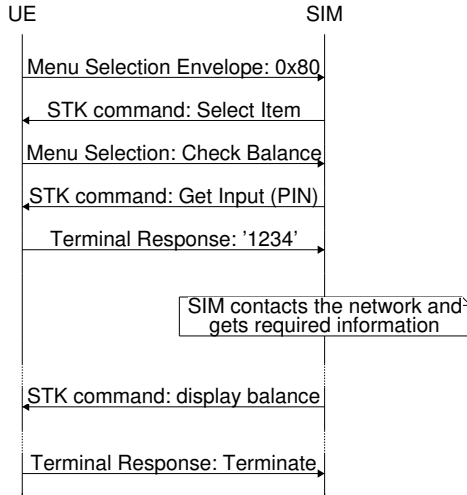 UE SIM
Menu Selection Envelope: 0x80
STK command: Select Item
Menu Selection: Check Balance
STK command: Get Input (PIN)
Terminal Response: '1234'
SIM contacts the network and
gets required information
STK command: display balance
Terminal Response: Terminate